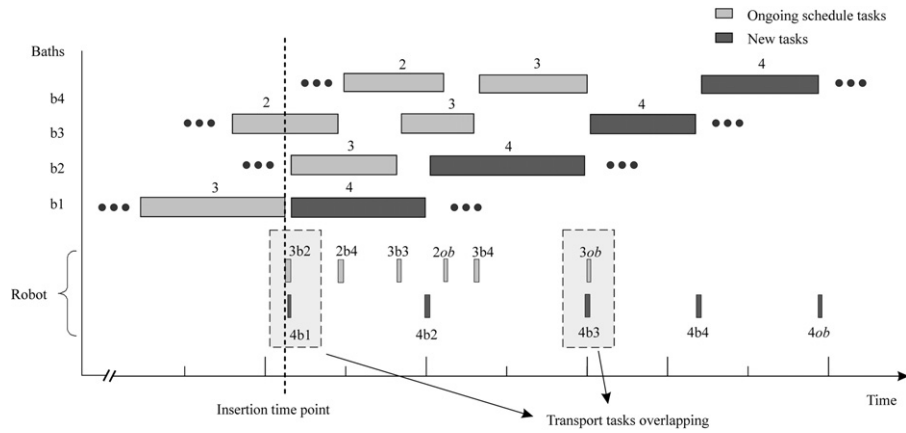 Ongoing schedule tasks
New tasks
Baths
b4
b3
b2
b1
2
3
4
2
3
4
3
4
3
4
Robot
3b2
2b4
3b3
2ob
3b4
3ob
4b1
4b2
4b3
4b4
4ob
Insertion time point
Transport tasks overlapping
Time